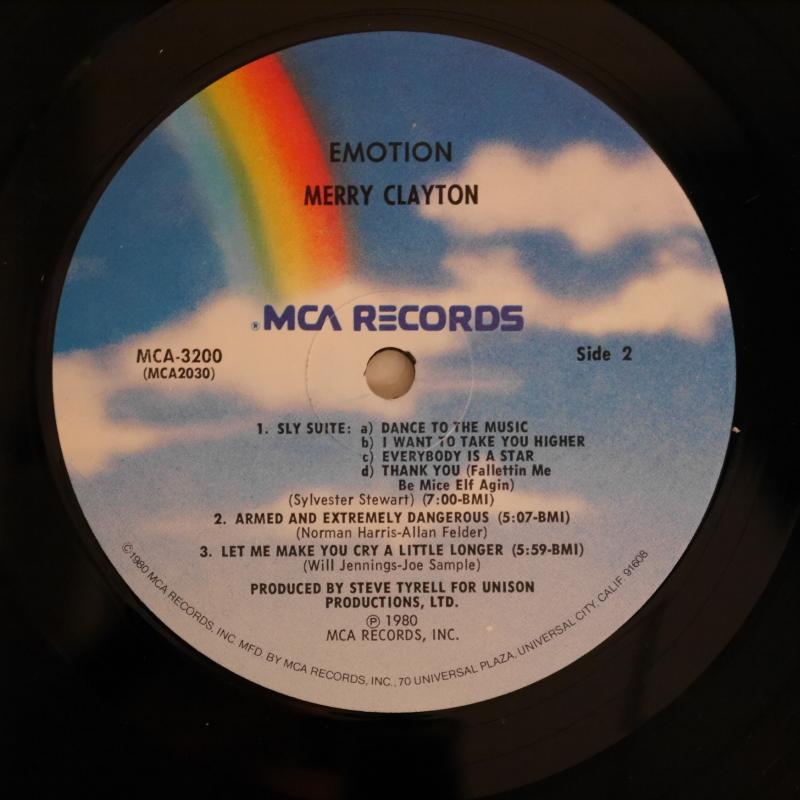 EMOTION
MERRY CLAYTON
® MCA RECORDS
MCA-3200
(MCA2030)
Side 2
1. SLY SUITE: a) DANCE TO THE MUSIC
b) I WANT TO TAKE YOU HIGHER
c) EVERYBODY IS A STAR
d) THANK YOU (Fallettin Me
Be Mice Elf Agin)
(Sylvester Stewart) (7:00-BMI)
2. ARMED AND EXTREMELY DANGEROUS (5:07-BMI)
(Norman Harris-Allan Felder)
3. LET ME MAKE YOU CRY A LITTLE LONGER (5:59-BMI)
(Will Jennings-Joe Sample)
PRODUCED BY STEVE TYRELL FOR UNISON
PRODUCTIONS, LTD.
℗ 1980
MCA RECORDS, INC.
©1980 MCA RECORDS, INC. MFD. BY MCA RECORDS, INC., 70 UNIVERSAL PLAZA, UNIVERSAL CITY, CALIF. 91608